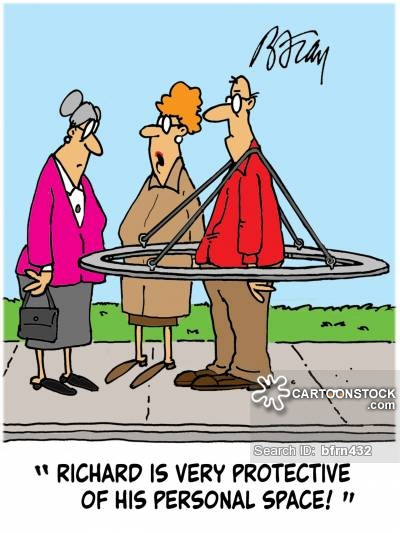 CARTOONSTOCK
.com
Search ID: bfrn432
" RICHARD IS VERY PROTECTIVE
OF HIS PERSONAL SPACE! "